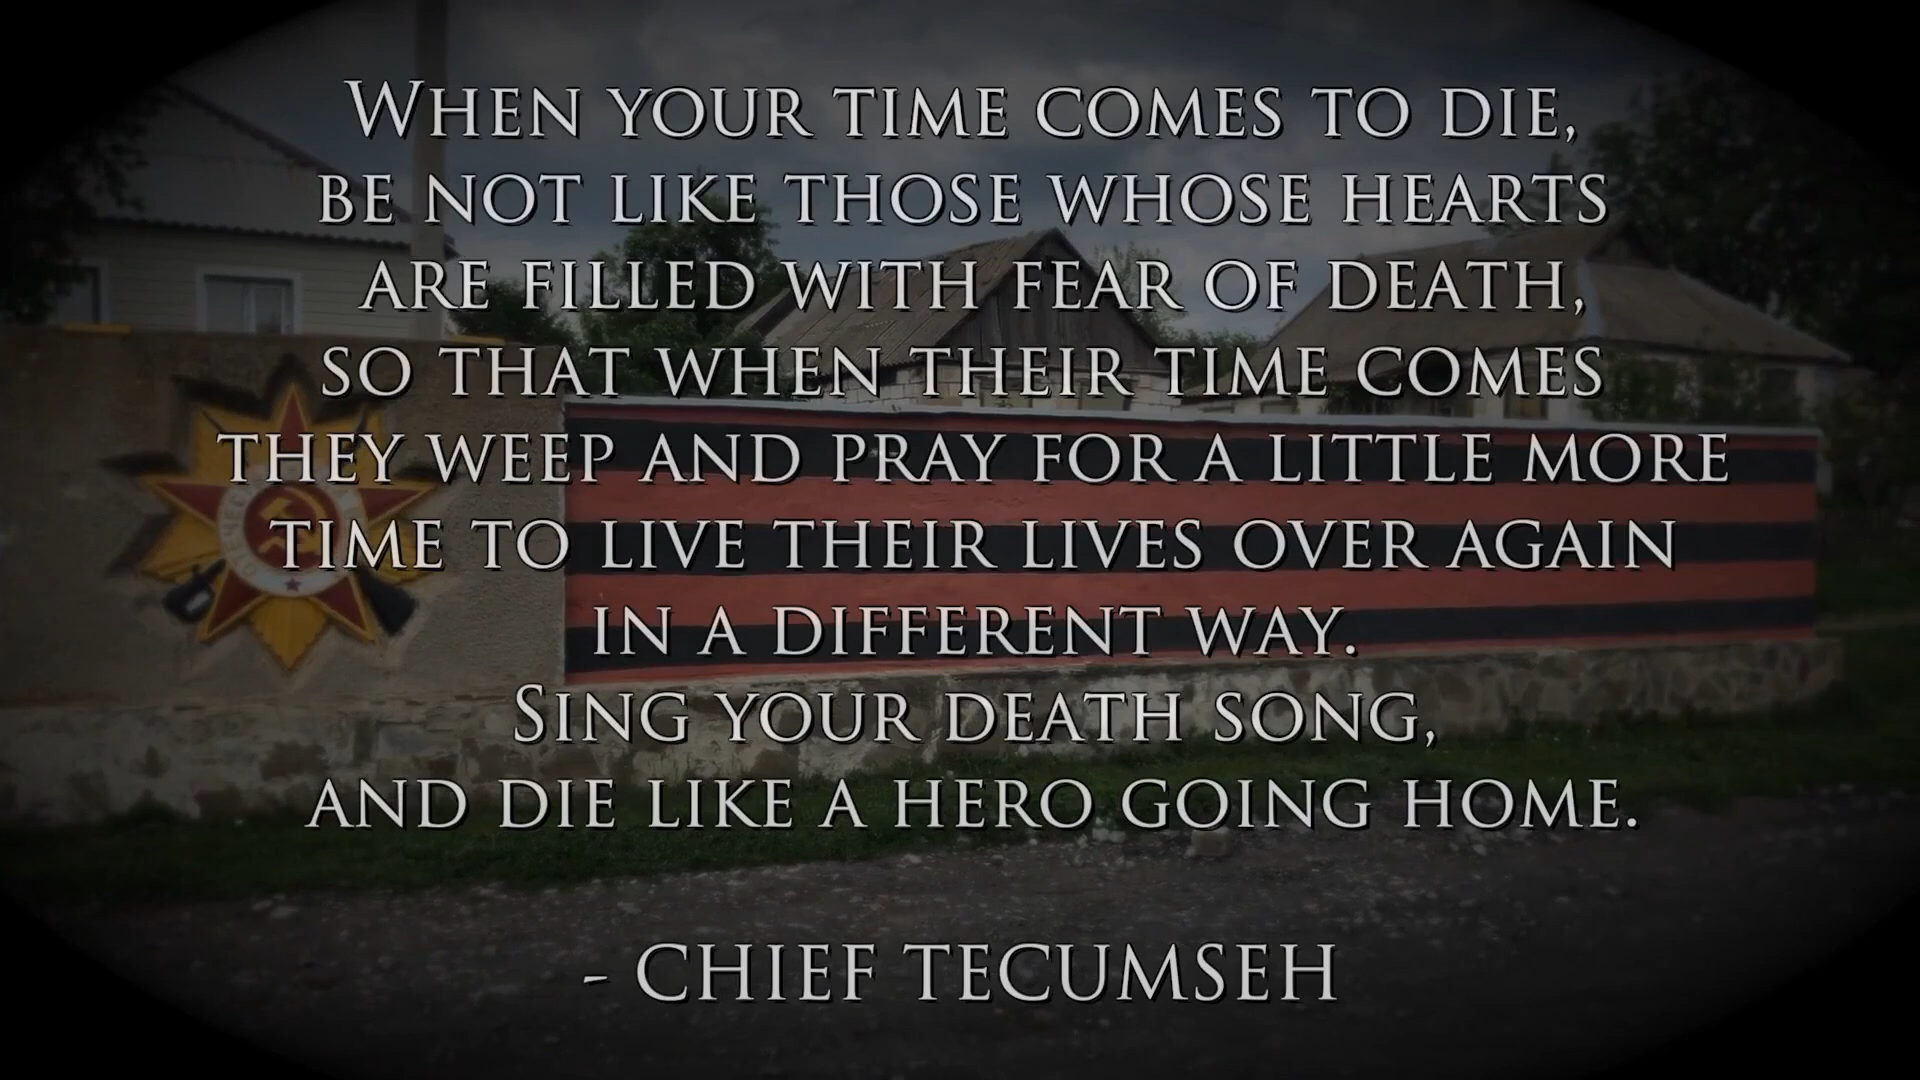 When your time comes to die,
be not like those whose hearts
are filled with fear of death,
so that when their time comes
they weep and pray for a little more
time to live their lives over again
in a different way.
Sing your death song,
and die like a hero going home.
- CHIEF TECUMSEH